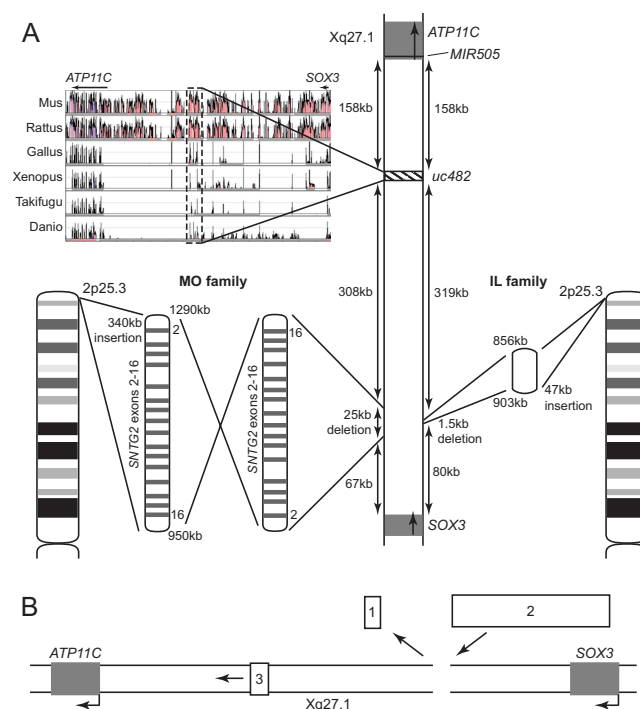 A
Xq27.1
ATP11C
MIR505
ATP11C
SOX3
Mus
Rattus
Gallus
Xenopus
Takifugu
Danio
158kb
158kb
uc482
MO family
IL family
2p25.3
340kb
insertion
1290kb
2
16
SNTG2 exons 2-16
SNTG2 exons 2-16
16
950kb
2
308kb
319kb
25kb
deletion
1.5kb
deletion
67kb
80kb
SOX3
2p25.3
856kb
903kb
47kb
insertion
B
1
2
ATP11C
SOX3
3
Xq27.1